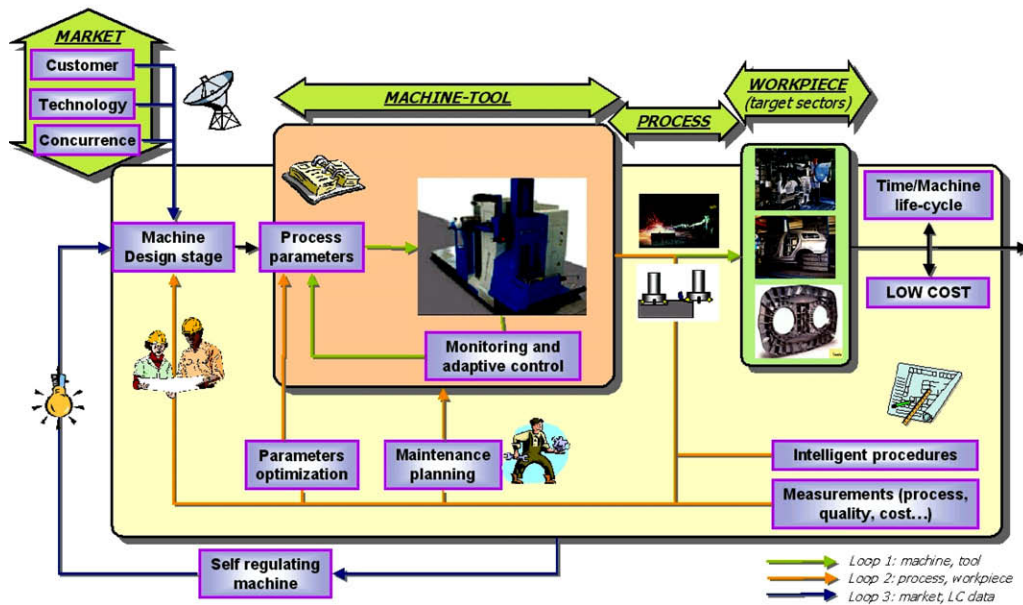 MARKET
Customer
Technology
Concurrence
MACHINE-TOOL
PROCESS
WORKPIECE
(target sectors)
Machine
Design stage
Process
parameters
Monitoring and
adaptive control
Time/Machine
life-cycle
LOW COST
Parameters
optimization
Maintenance
planning
Intelligent procedures
Measurements (process,
quality, cost...)
Self regulating
machine
Loop 1: machine, tool
Loop 2: process, workpiece
Loop 3: market, LC data